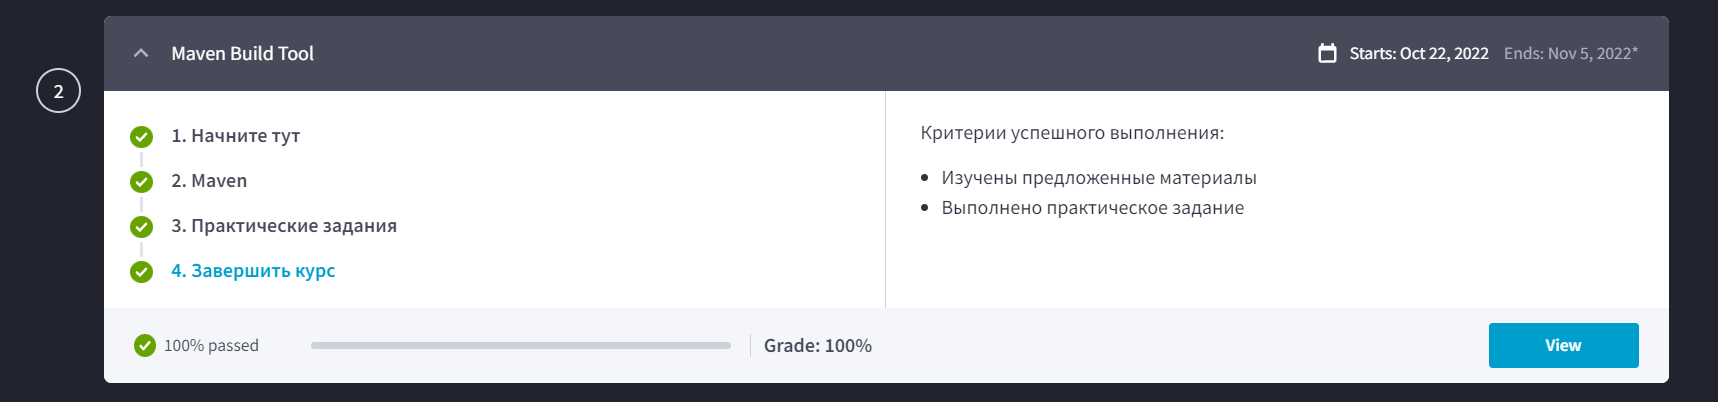 2
Maven Build Tool
Starts: Oct 22, 2022 Ends: Nov 5, 2022*
1. Начните тут
2. Maven
3. Практические задания
4. Завершить курс
Критерии успешного выполнения:
• Изучены предложенные материалы
• Выполнено практическое задание
100% passed
Grade: 100%
View